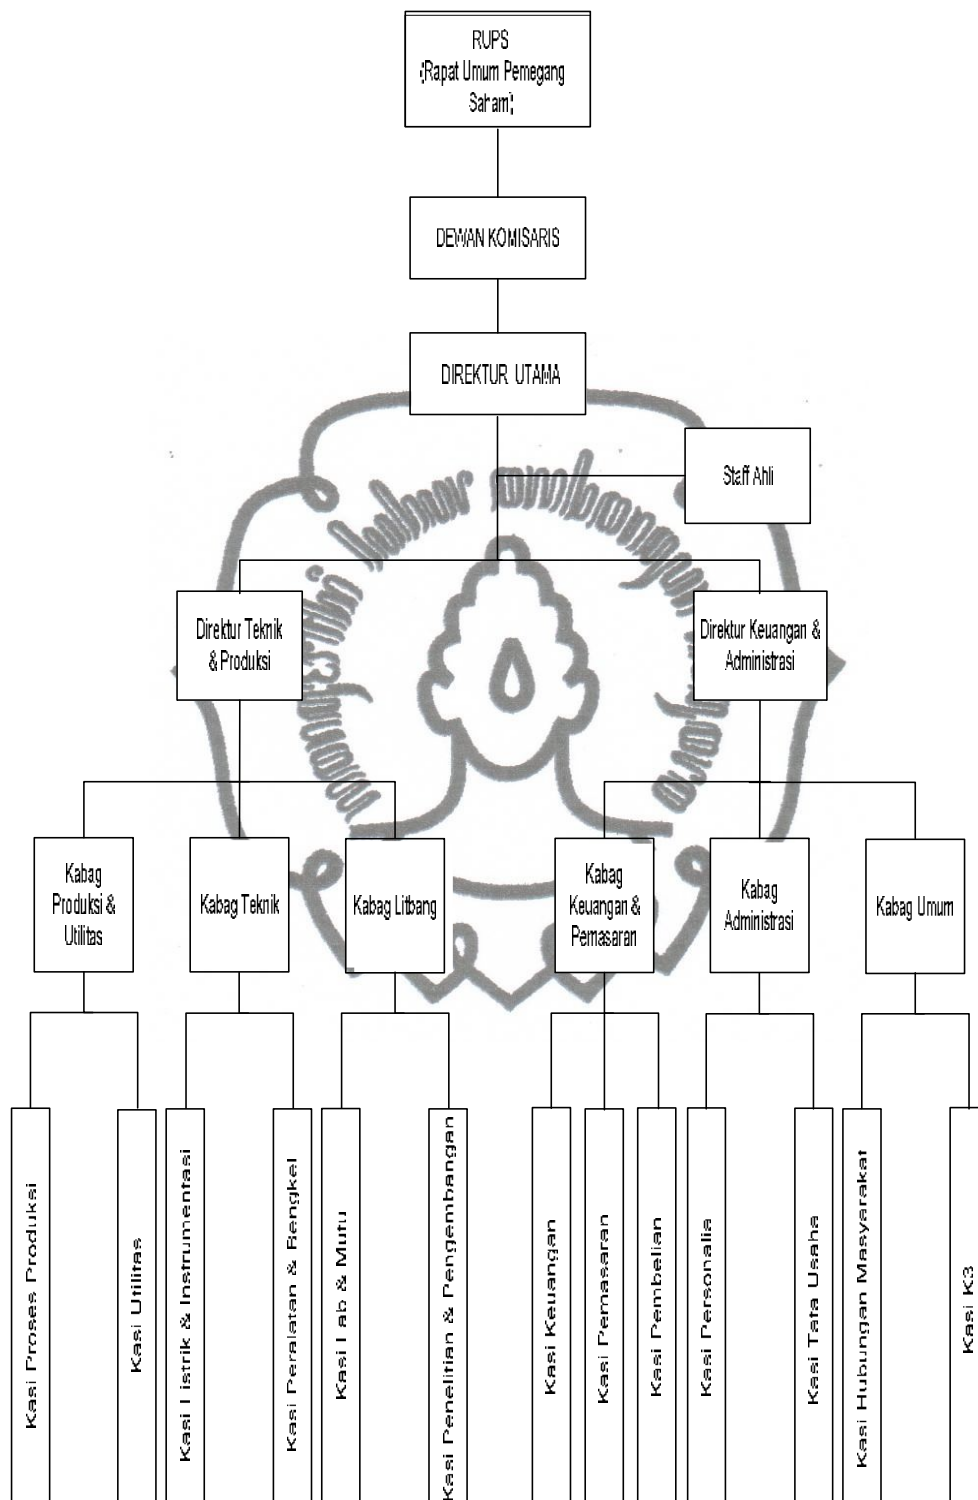 RUPS
(Rapat Umum Pemegang
Saham)
DEWAN KOMISARIS
DIREKTUR UTAMA
Staff Ahli
Direktur Teknik
& Produksi
Direktur Keuangan &
Administrasi
Kabag
Produksi &
Utilitas
Kabag Teknik
Kabag Litbang
Kabag
Keuangan &
Pemasaran
Kabag
Administrasi
Kabag Umum
Kasi Proses Produksi
Kasi Utilitas
Kasi Listrik & Instrumentasi
Kasi Peralatan & Bengkel
Kasi Lab & Mutu
Kasi Penelitian & Pengembangan
Kasi Keuangan
Kasi Pemasaran
Kasi Pembelian
Kasi Personalia
Kasi Tata Usaha
Kasi Hubungan Masyarakat
Kasi K3